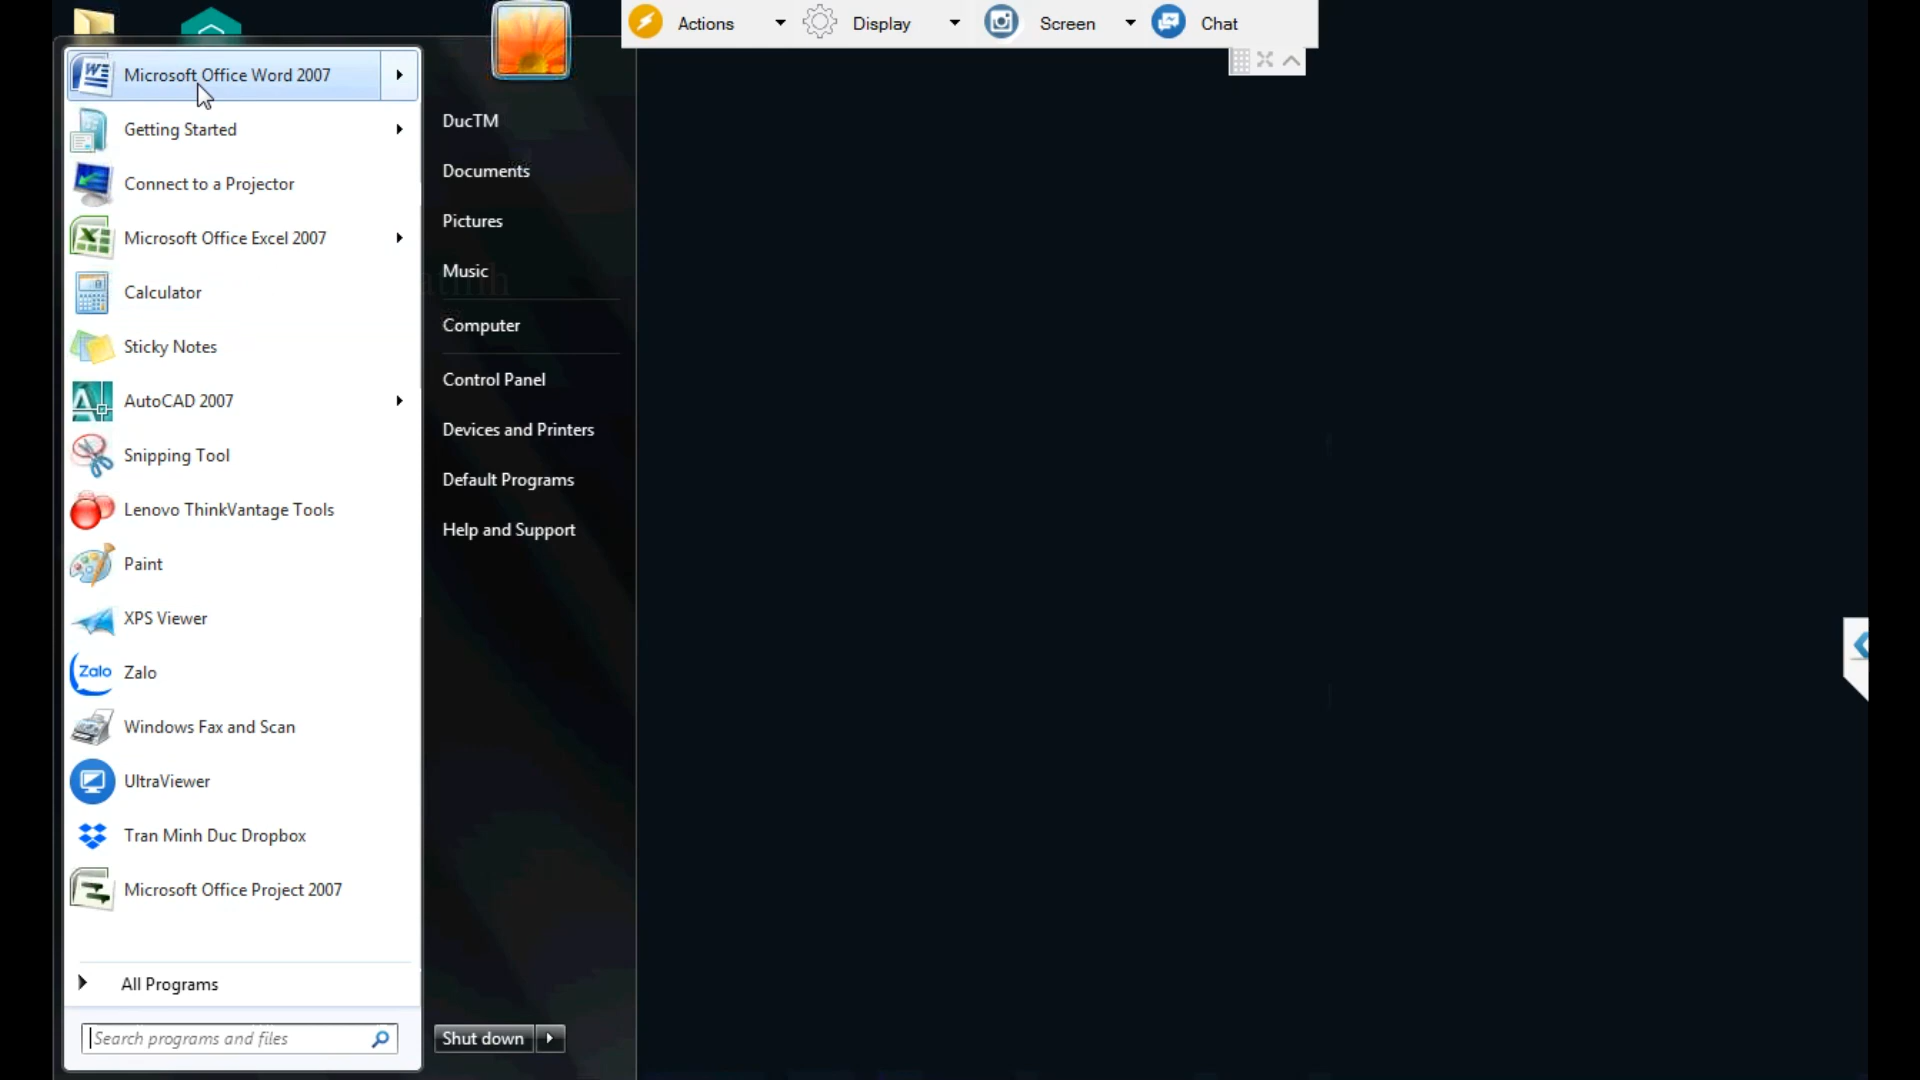 Actions
Display
Screen
Chat
Microsoft Office Word 2007
Getting Started
Connect to a Projector
Microsoft Office Excel 2007
Calculator
Sticky Notes
AutoCAD 2007
Snipping Tool
Lenovo ThinkVantage Tools
Paint
XPS Viewer
Zalo
Zalo
Windows Fax and Scan
UltraViewer
Tran Minh Duc Dropbox
Microsoft Office Project 2007
All Programs
Search programs and files
DucTM
Documents
Pictures
Music
Computer
Control Panel
Devices and Printers
Default Programs
Help and Support
Shut down